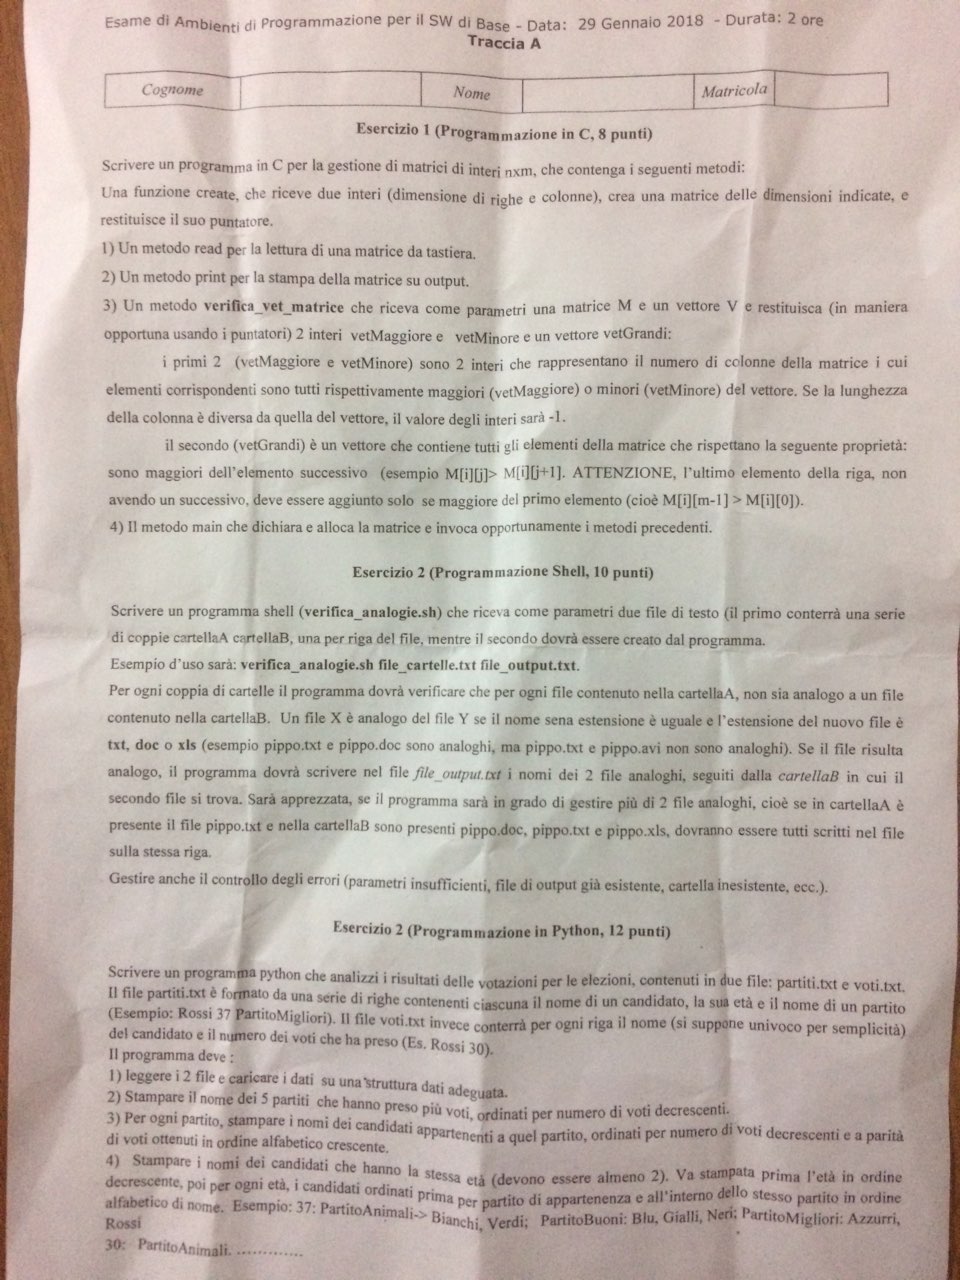 Esame di Ambienti di Programmazione per il SW di Base - Data: 29 Gennaio 2018 - Durata: 2 ore
Traccia A
Cognome Nome Matricola
Esercizio 1 (Programmazione in C, 8 punti)
Scrivere un programma in C per la gestione di matrici di interi nxm, che contenga i seguenti metodi:
Una funzione create, che riceve due interi (dimensione di righe e colonne), crea una matrice delle dimensioni indicate, e
restituisce il suo puntatore.
1) Un metodo read per la lettura di una matrice da tastiera.
2) Un metodo print per la stampa della matrice su output.
3) Un metodo verifica_vet_matrice che riceva come parametri una matrice M e un vettore V e restituisca (in maniera
opportuna usando i puntatori) 2 interi vetMaggiore e vetMinore e un vettore vetGrandi:
i primi 2 (vetMaggiore e vetMinore) sono 2 interi che rappresentano il numero di colonne della matrice i cui
elementi corrispondenti sono tutti rispettivamente maggiori (vetMaggiore) o minori (vetMinore) del vettore. Se la lunghezza
della colonna è diversa da quella del vettore, il valore degli interi sarà -1.
il secondo (vetGrandi) è un vettore che contiene tutti gli elementi della matrice che rispettano la seguente proprietà:
sono maggiori dell'elemento successivo (esempio M[i][j]> M[i][j+1]. ATTENZIONE, l'ultimo elemento della riga, non
avendo un successivo, deve essere aggiunto solo se maggiore del primo elemento (cioè M[i][m-1] > M[i][0]).
4) Il metodo main che dichiara e alloca la matrice e invoca opportunamente i metodi precedenti.
Esercizio 2 (Programmazione Shell, 10 punti)
Scrivere un programma shell (verifica_analogie.sh) che riceva come parametri due file di testo (il primo conterrà una serie
di coppie cartellaA cartellaB, una per riga del file, mentre il secondo dovrà essere creato dal programma.
Esempio d'uso sarà: verifica_analogie.sh file_cartelle.txt file_output.txt.
Per ogni coppia di cartelle il programma dovrà verificare che per ogni file contenuto nella cartellaA, non sia analogo a un file
contenuto nella cartellaB. Un file X è analogo del file Y se il nome sena estensione è uguale e l'estensione del nuovo file è
txt, doc o xls (esempio pippo.txt e pippo.doc sono analoghi, ma pippo.txt e pippo.avi non sono analoghi). Se il file risulta
analogo, il programma dovrà scrivere nel file file_output.txt i nomi dei 2 file analoghi, seguiti dalla cartellaB in cui il
secondo file si trova. Sarà apprezzata, se il programma sarà in grado di gestire più di 2 file analoghi, cioè se in cartellaA è
presente il file pippo.txt e nella cartellaB sono presenti pippo.doc, pippo.txt e pippo.xls, dovranno essere tutti scritti nel file
sulla stessa riga.
Gestire anche il controllo degli errori (parametri insufficienti, file di output già esistente, cartella inesistente, ecc.).
Esercizio 2 (Programmazione in Python, 12 punti)
Scrivere un programma python che analizzi i risultati delle votazioni per le elezioni, contenuti in due file: partiti.txt e voti.txt.
Il file partiti.txt è formato da una serie di righe contenenti ciascuna il nome di un candidato, la sua età e il nome di un partito
(Esempio: Rossi 37 PartitoMigliori). Il file voti.txt invece conterrà per ogni riga il nome (si suppone univoco per semplicità)
del candidato e il numero dei voti che ha preso (Es. Rossi 30).
Il programma deve :
1) leggere i 2 file e caricare i dati su una struttura dati adeguata.
2) Stampare il nome dei 5 partiti che hanno preso più voti, ordinati per numero di voti decrescenti.
3) Per ogni partito, stampare i nomi dei candidati appartenenti a quel partito, ordinati per numero di voti decrescenti e a parità
di voti ottenuti in ordine alfabetico crescente.
4) Stampare i nomi dei candidati che hanno la stessa età (devono essere almeno 2). Va stampata prima l'età in ordine
decrescente, poi per ogni età, i candidati ordinati prima per partito di appartenenza e all'interno dello stesso partito in ordine
alfabetico di nome. Esempio: 37: PartitoAnimali-> Bianchi, Verdi; PartitoBuoni: Blu, Gialli, Neri; PartitoMigliori: Azzurri,
Rossi
30: PartitoAnimali. .............